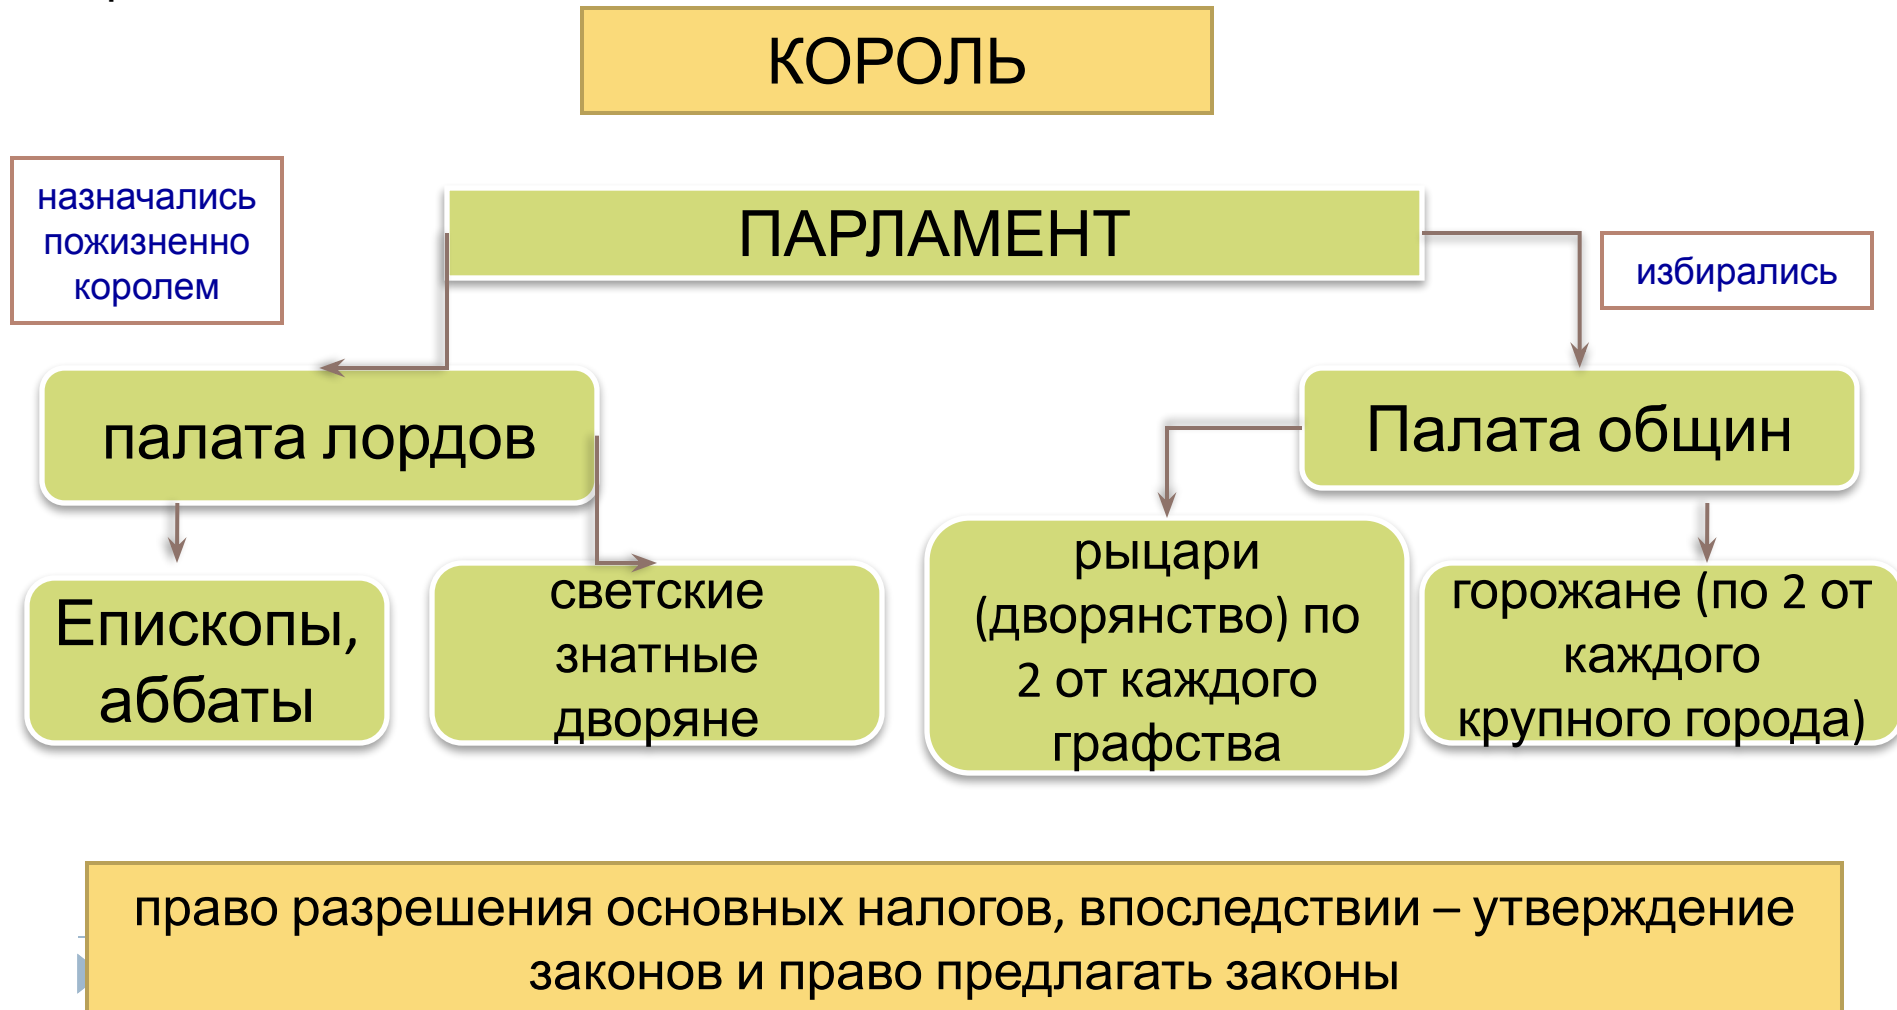 КОРОЛЬ
назначались
пожизненно
королем
ПАРЛАМЕНТ
избирались
палата лордов
Палата общин
Епископы,
аббаты
светские
знатные
дворяне
рыцари
(дворянство) по
2 от каждого
графства
горожане (по 2 от
каждого
крупного города)
право разрешения основных налогов, впоследствии – утверждение
законов и право предлагать законы